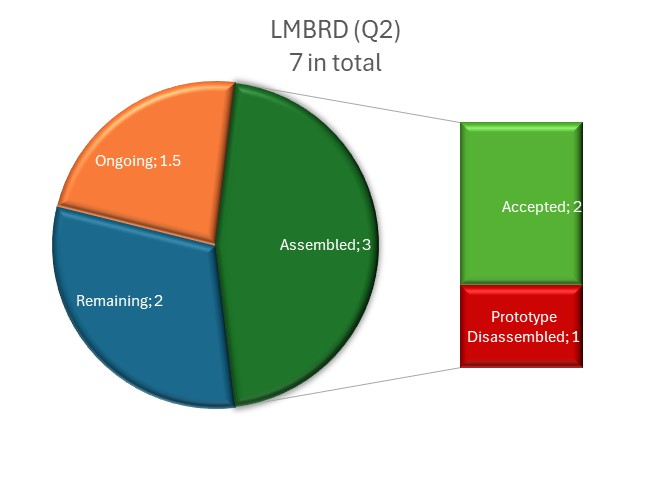 LMBRD (Q2)
7 in total
Ongoing; 1.5
Accepted; 2
Assembled; 3
Remaining; 2
Prototype
Disassembled; 1